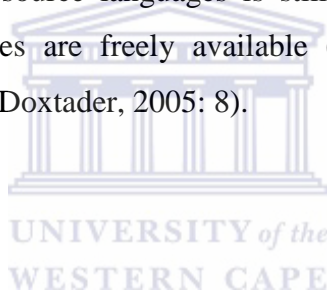 source languages is still
es are freely available
Doxtader, 2005: 8).
UNIVERSITY of the
WESTERN CAPE